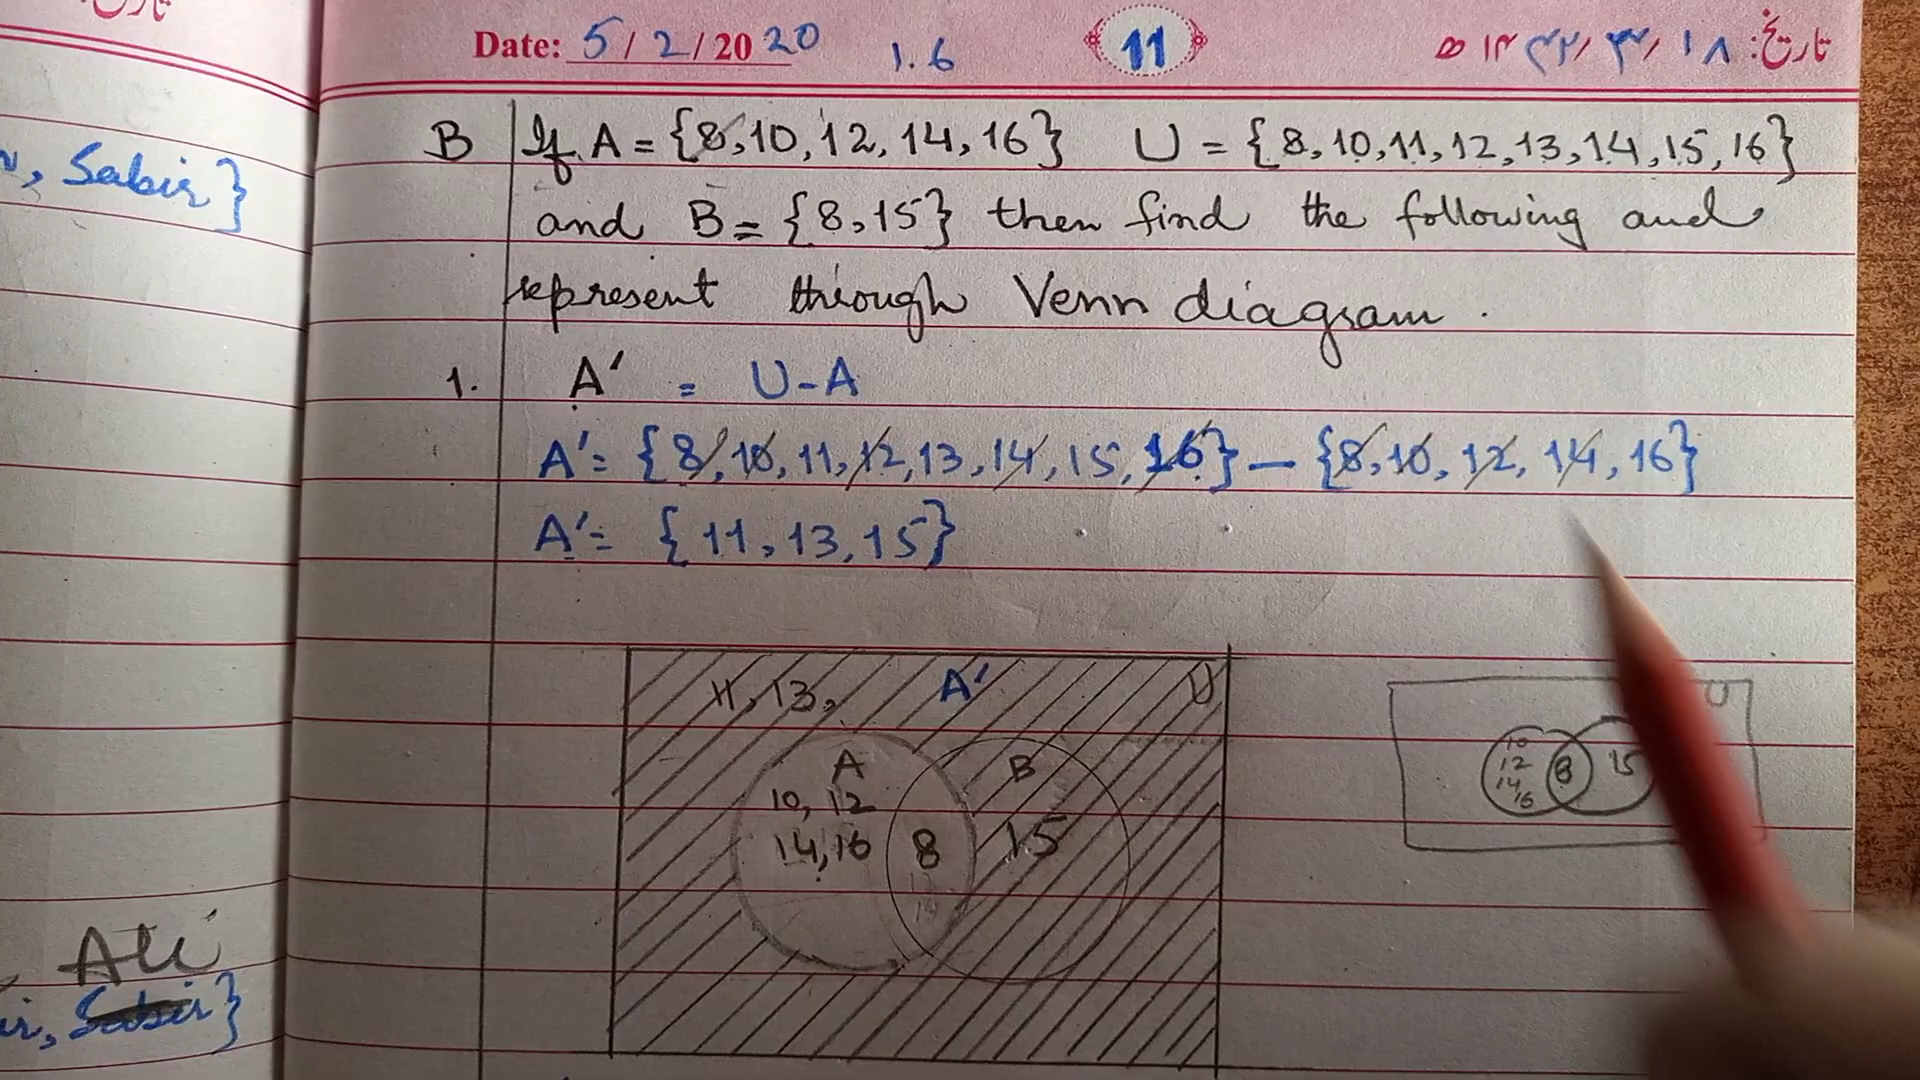 تاریخ:
Date: 5/2/2020
1.6
11
تاریخ: ۱۸/۳/۱۴۴۲ھ
, Sabir}
B If A = {8,10,12,14,16} U = {8,10,11,12,13,14,15,16}
and B = {8,15} then find the following and
represent through Venn diagram.
1. A' = U-A
A' = {8,10,11,12,13,14,15,16} - {8,10,12,14,16}
A' = {11,13,15}
11,13, A' U
A B
10,12
14,16 8 15
U
10
12 8 15
14
16
Ali
, Sabir}